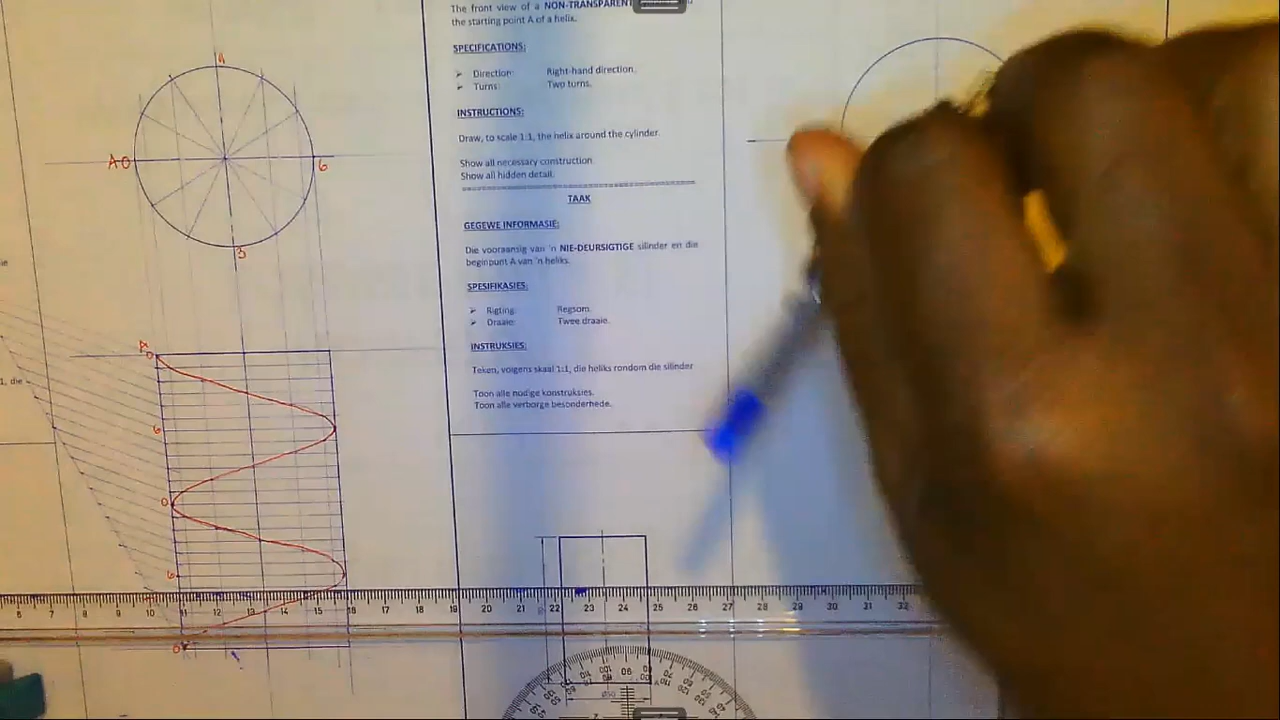 The front view of a NON-TRANSPARENT
the starting point A of a helix.
SPECIFICATIONS:
➢ Direction: Right-hand direction.
➢ Turns: Two turns.
INSTRUCTIONS:
Draw, to scale 1:1, the helix around the cylinder.
Show all necessary construction
Show all hidden detail.
TAAK
GEGEWE INFORMASIE:
Die vooraansig van 'n NIE-DEURSIGTIGE silinder en die
beginpunt A van 'n heliks.
SPESIFIKASIES:
➢ Rigting: Regsom.
➢ Draaie: Twee draaie.
INSTRUKSIES:
Teken, volgens skaal 1:1, die heliks rondom die silinder
Toon alle nodige konstruksies.
Toon alle verborge besonderhede.
A0
6
3
A
0
6
0
6
0
1, die
6 7 8 9 10 11 12 13 14 15 16 17 18 19 20 21 22 23 24 25 26 27 28 29 30 31 32